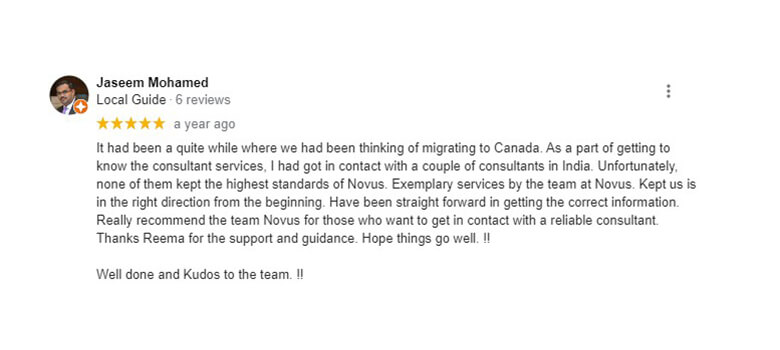 Jaseem Mohamed
Local Guide · 6 reviews
a year ago
It had been a quite while where we had been thinking of migrating to Canada. As a part of getting to
know the consultant services, I had got in contact with a couple of consultants in India. Unfortunately,
none of them kept the highest standards of Novus. Exemplary services by the team at Novus. Kept us is
in the right direction from the beginning. Have been straight forward in getting the correct information.
Really recommend the team Novus for those who want to get in contact with a reliable consultant.
Thanks Reema for the support and guidance. Hope things go well. !!
Well done and Kudos to the team. !!